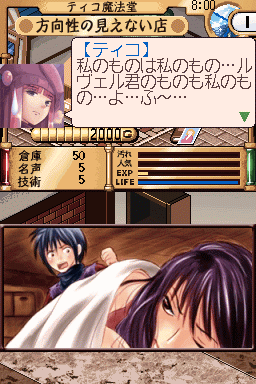 ティコ魔法堂
8:00
方向性の見えない店
1
【ティコ】
私のものは私のもの…ル
ヴェル君のものも私のも
の…よ…ふ～…
2000G
倉庫 50
名声 5
技術 5
汚れ
人気
EXP
LIFE